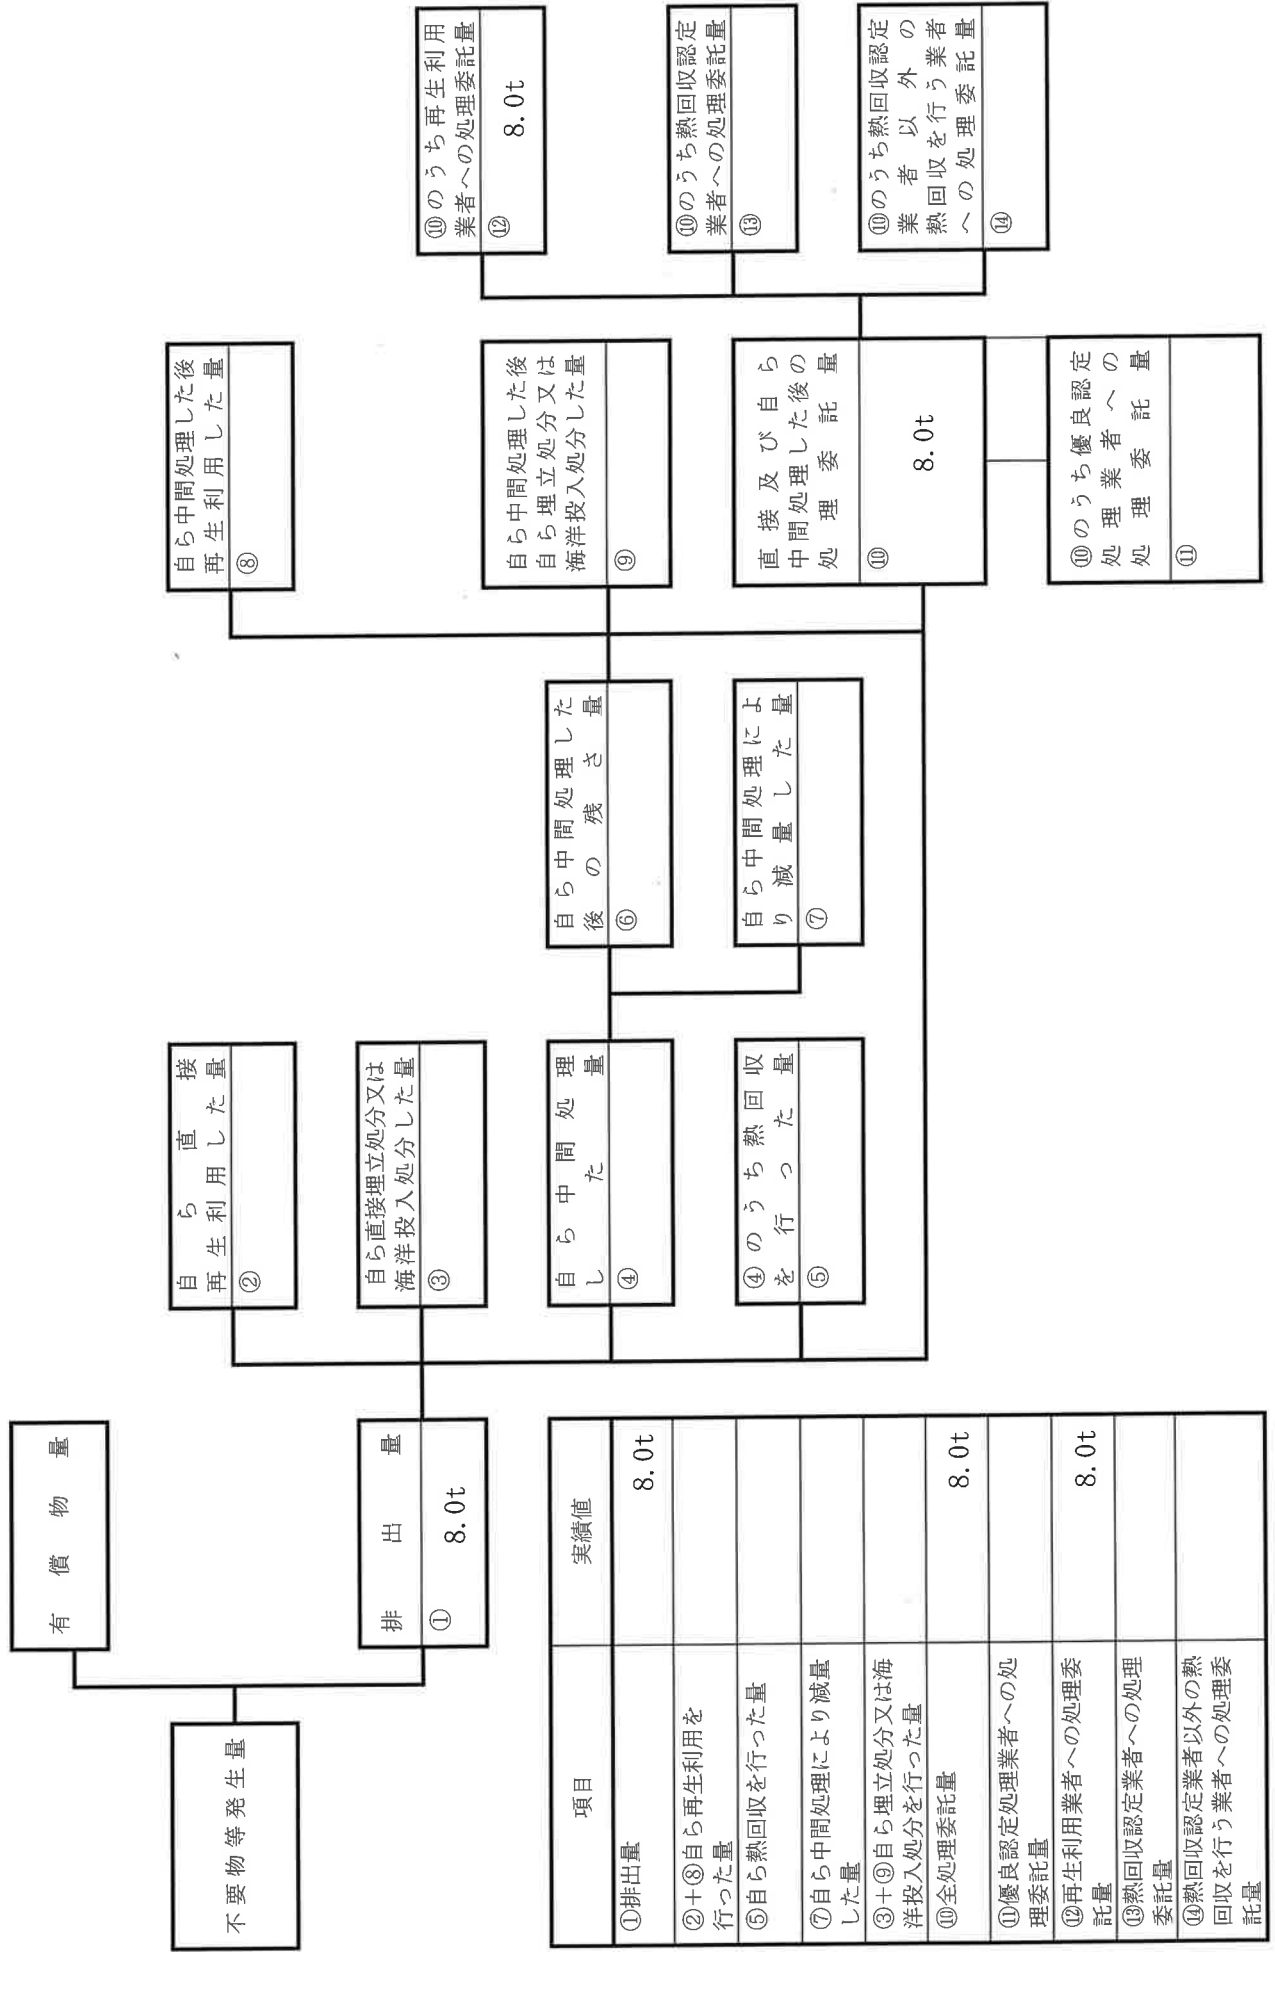 有償物量
不要物等発生量
排出量
①
8.0t
自ら直接
再生利用した量
②
自ら直接埋立処分又は
海洋投入処分した量
③
自ら中間処理
した量
④
④のうち熱回収
を行った量
⑤
自ら中間処理した
後の残さ量
⑥
自ら中間処理によ
り減量した量
⑦
自ら中間処理した後
再生利用した量
⑧
自ら中間処理した後
自ら埋立処分又は
海洋投入処分した量
⑨
直接及び自ら
中間処理した後の
処理委託量
⑩
8.0t
⑩のうち優良認定
処理業者への
処理委託量
⑪
⑩のうち再生利用
業者への処理委託量
⑫
8.0t
⑩のうち熱回収認定
業者への処理委託量
⑬
⑩のうち熱回収認定
業者以外の
熱回収を行う業者
への処理委託量
⑭
項目
実績値
①排出量
8.0t
②＋⑧自ら再生利用を
行った量
⑤自ら熱回収を行った量
⑦自ら中間処理により減量
した量
③＋⑨自ら埋立処分又は海
洋投入処分を行った量
⑩全処理委託量
8.0t
⑪優良認定処理業者への処
理委託量
⑫再生利用業者への処理委
託量
8.0t
⑬熱回収認定業者への処理
委託量
⑭熱回収認定業者以外の熱
回収を行う業者への処理委
託量